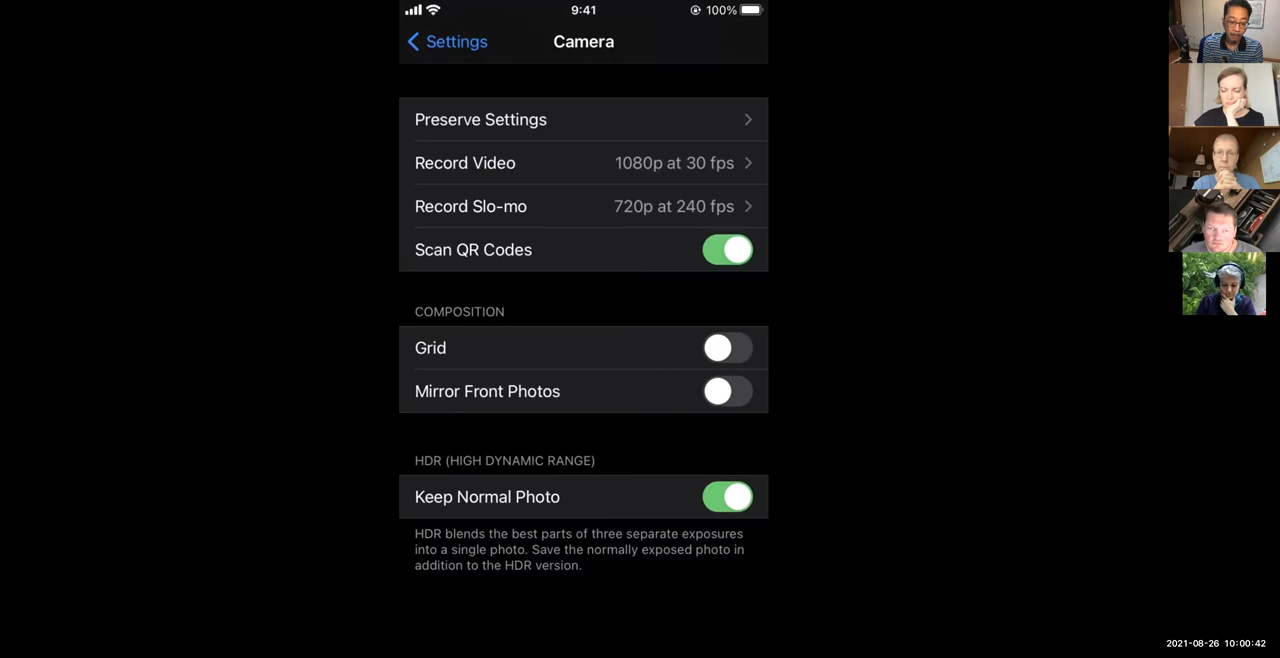 9:41
100%
Settings
Camera
Preserve Settings
Record Video 1080p at 30 fps
Record Slo-mo 720p at 240 fps
Scan QR Codes
COMPOSITION
Grid
Mirror Front Photos
HDR (HIGH DYNAMIC RANGE)
Keep Normal Photo
HDR blends the best parts of three separate exposures
into a single photo. Save the normally exposed photo in
addition to the HDR version.
2021-08-26 10:00:42